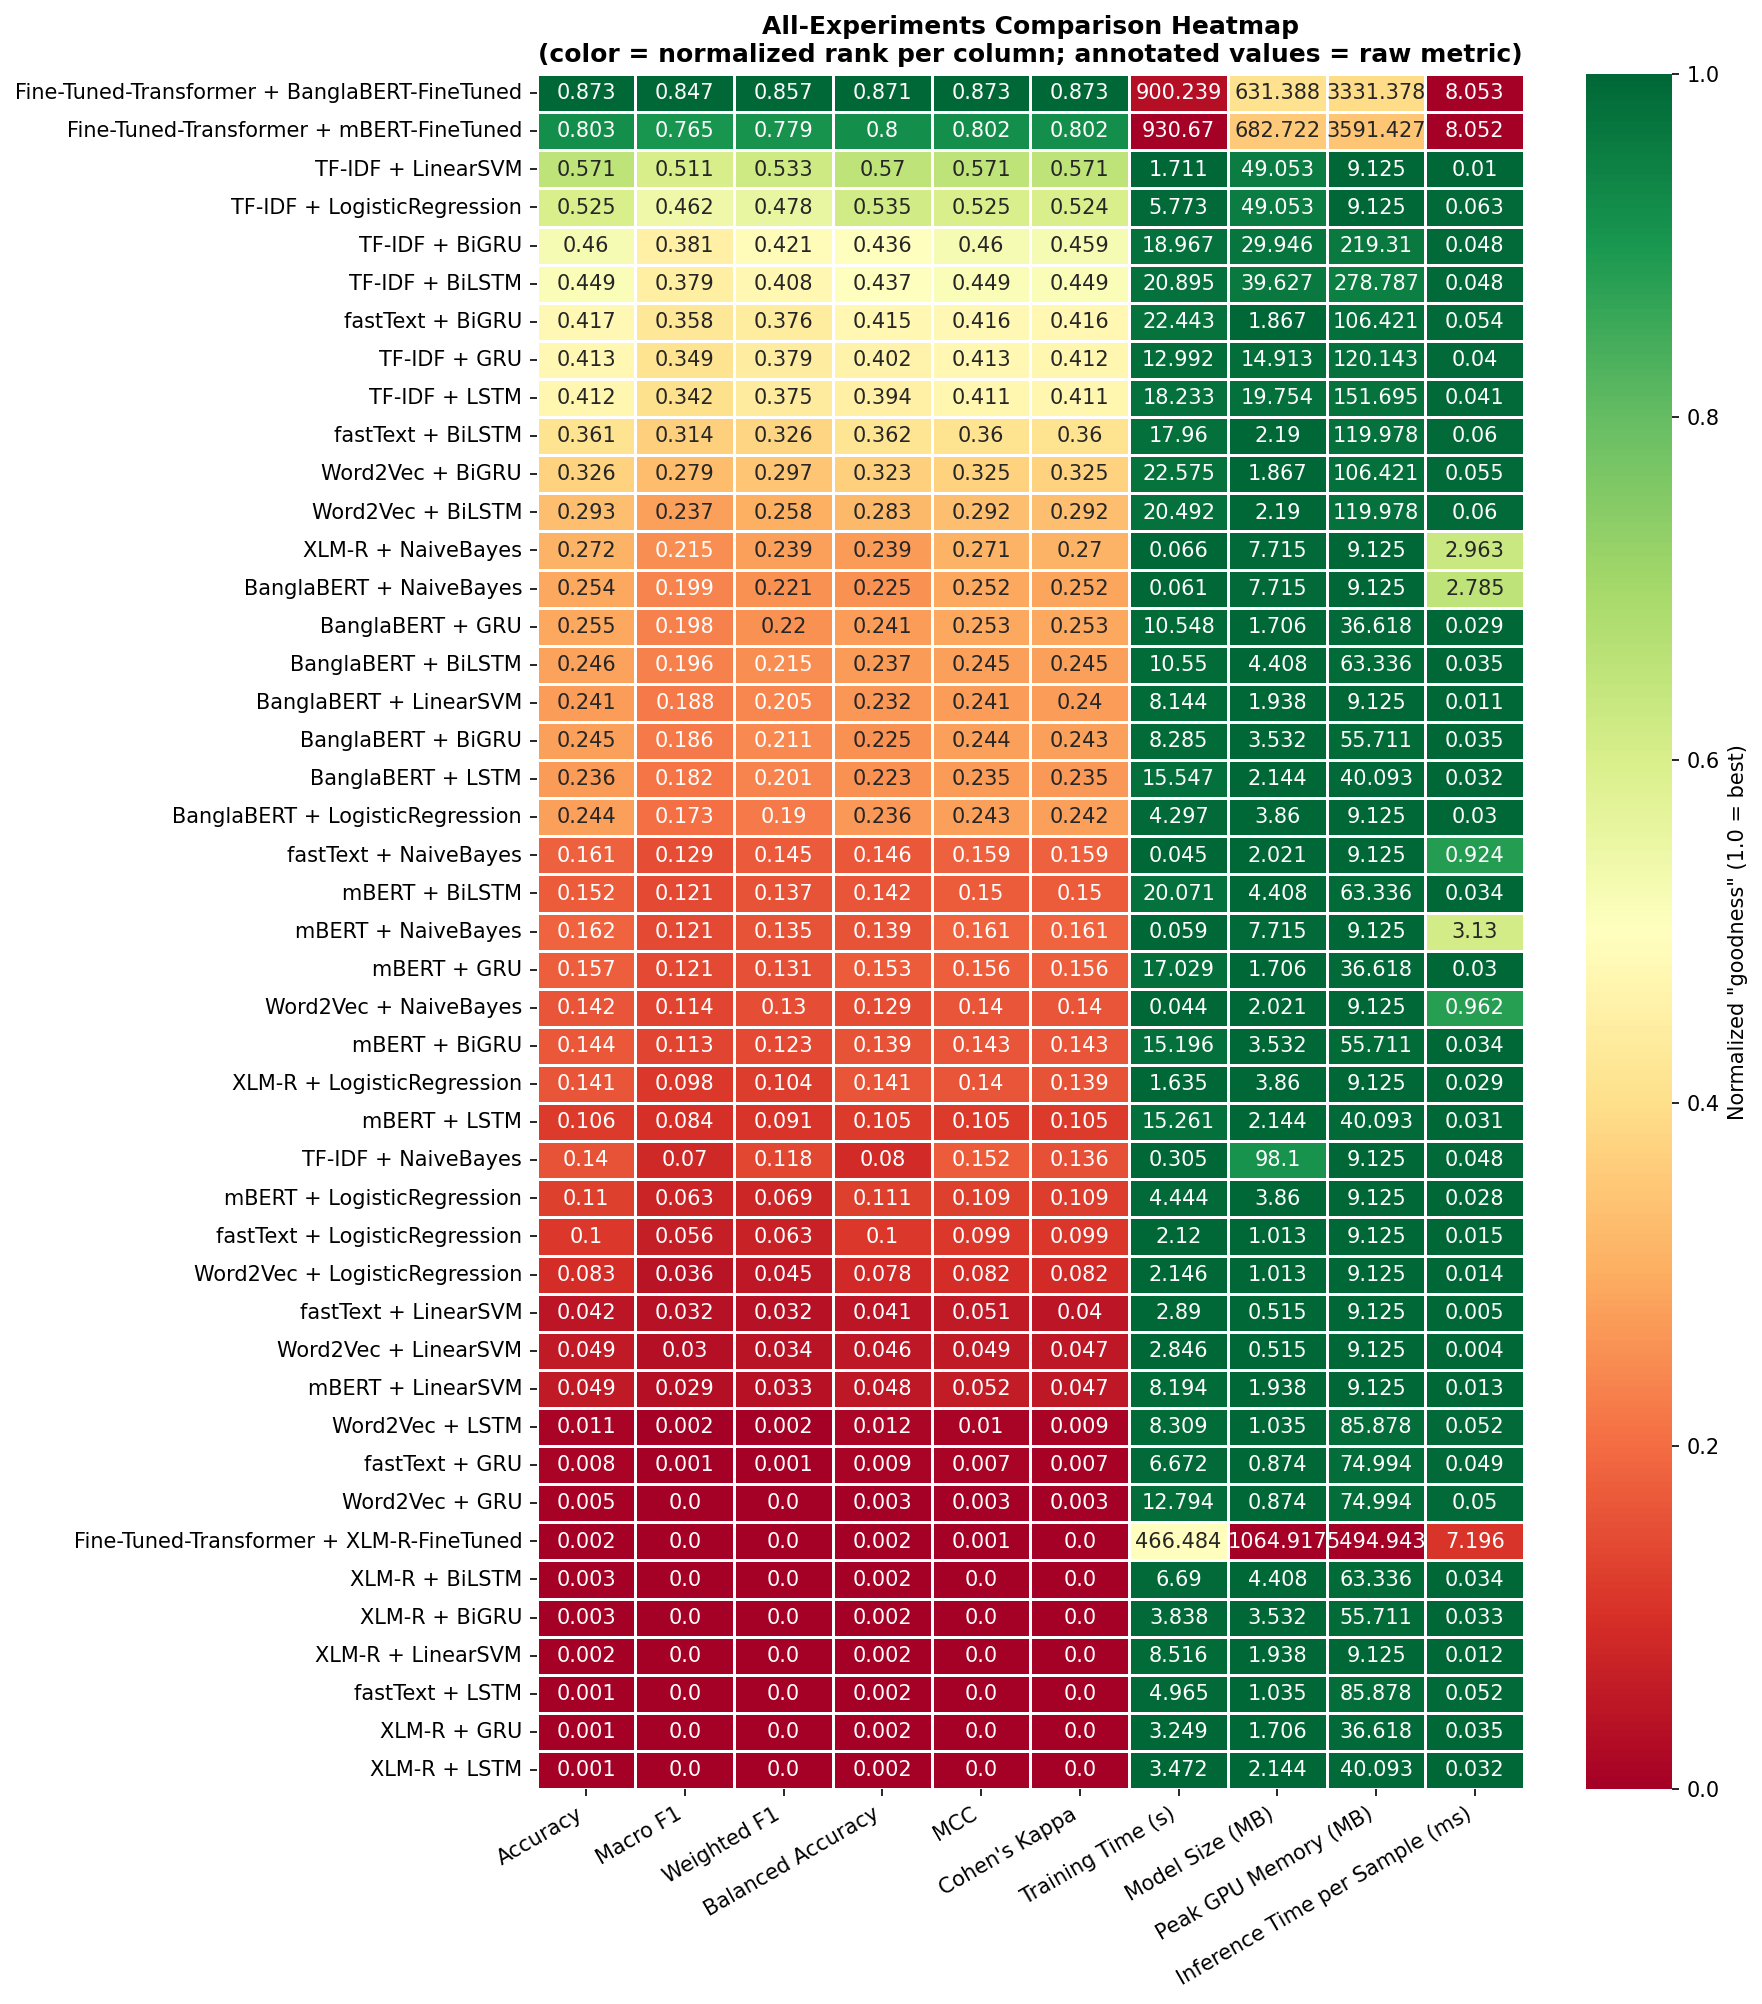 All-Experiments Comparison Heatmap
(color = normalized rank per column; annotated values = raw metric)
Fine-Tuned-Transformer + BanglaBERT-FineTuned 0.873 0.847 0.857 0.871 0.873 0.873 900.239 631.388 3331.378 8.053
Fine-Tuned-Transformer + mBERT-FineTuned 0.803 0.765 0.779 0.8 0.802 0.802 930.67 682.722 3591.427 8.052
TF-IDF + LinearSVM 0.571 0.511 0.533 0.57 0.571 0.571 1.711 49.053 9.125 0.01
TF-IDF + LogisticRegression 0.525 0.462 0.478 0.535 0.525 0.524 5.773 49.053 9.125 0.063
TF-IDF + BiGRU 0.46 0.381 0.421 0.436 0.46 0.459 18.967 29.946 219.31 0.048
TF-IDF + BiLSTM 0.449 0.379 0.408 0.437 0.449 0.449 20.895 39.627 278.787 0.048
fastText + BiGRU 0.417 0.358 0.376 0.415 0.416 0.416 22.443 1.867 106.421 0.054
TF-IDF + GRU 0.413 0.349 0.379 0.402 0.413 0.412 12.992 14.913 120.143 0.04
TF-IDF + LSTM 0.412 0.342 0.375 0.394 0.411 0.411 18.233 19.754 151.695 0.041
fastText + BiLSTM 0.361 0.314 0.326 0.362 0.36 0.36 17.96 2.19 119.978 0.06
Word2Vec + BiGRU 0.326 0.279 0.297 0.323 0.325 0.325 22.575 1.867 106.421 0.055
Word2Vec + BiLSTM 0.293 0.237 0.258 0.283 0.292 0.292 20.492 2.19 119.978 0.06
XLM-R + NaiveBayes 0.272 0.215 0.239 0.239 0.271 0.27 0.066 7.715 9.125 2.963
BanglaBERT + NaiveBayes 0.254 0.199 0.221 0.225 0.252 0.252 0.061 7.715 9.125 2.785
BanglaBERT + GRU 0.255 0.198 0.22 0.241 0.253 0.253 10.548 1.706 36.618 0.029
BanglaBERT + BiLSTM 0.246 0.196 0.215 0.237 0.245 0.245 10.55 4.408 63.336 0.035
BanglaBERT + LinearSVM 0.241 0.188 0.205 0.232 0.241 0.24 8.144 1.938 9.125 0.011
BanglaBERT + BiGRU 0.245 0.186 0.211 0.225 0.244 0.243 8.285 3.532 55.711 0.035
BanglaBERT + LSTM 0.236 0.182 0.201 0.223 0.235 0.235 15.547 2.144 40.093 0.032
BanglaBERT + LogisticRegression 0.244 0.173 0.19 0.236 0.243 0.242 4.297 3.86 9.125 0.03
fastText + NaiveBayes 0.161 0.129 0.145 0.146 0.159 0.159 0.045 2.021 9.125 0.924
mBERT + BiLSTM 0.152 0.121 0.137 0.142 0.15 0.15 20.071 4.408 63.336 0.034
mBERT + NaiveBayes 0.162 0.121 0.135 0.139 0.161 0.161 0.059 7.715 9.125 3.13
mBERT + GRU 0.157 0.121 0.131 0.153 0.156 0.156 17.029 1.706 36.618 0.03
Word2Vec + NaiveBayes 0.142 0.114 0.13 0.129 0.14 0.14 0.044 2.021 9.125 0.962
mBERT + BiGRU 0.144 0.113 0.123 0.139 0.143 0.143 15.196 3.532 55.711 0.034
XLM-R + LogisticRegression 0.141 0.098 0.104 0.141 0.14 0.139 1.635 3.86 9.125 0.029
mBERT + LSTM 0.106 0.084 0.091 0.105 0.105 0.105 15.261 2.144 40.093 0.031
TF-IDF + NaiveBayes 0.14 0.07 0.118 0.08 0.152 0.136 0.305 98.1 9.125 0.048
mBERT + LogisticRegression 0.11 0.063 0.069 0.111 0.109 0.109 4.444 3.86 9.125 0.028
fastText + LogisticRegression 0.1 0.056 0.063 0.1 0.099 0.099 2.12 1.013 9.125 0.015
Word2Vec + LogisticRegression 0.083 0.036 0.045 0.078 0.082 0.082 2.146 1.013 9.125 0.014
fastText + LinearSVM 0.042 0.032 0.032 0.041 0.051 0.04 2.89 0.515 9.125 0.005
Word2Vec + LinearSVM 0.049 0.03 0.034 0.046 0.049 0.047 2.846 0.515 9.125 0.004
mBERT + LinearSVM 0.049 0.029 0.033 0.048 0.052 0.047 8.194 1.938 9.125 0.013
Word2Vec + LSTM 0.011 0.002 0.002 0.012 0.01 0.009 8.309 1.035 85.878 0.052
fastText + GRU 0.008 0.001 0.001 0.009 0.007 0.007 6.672 0.874 74.994 0.049
Word2Vec + GRU 0.005 0.0 0.0 0.003 0.003 0.003 12.794 0.874 74.994 0.05
Fine-Tuned-Transformer + XLM-R-FineTuned 0.002 0.0 0.0 0.002 0.001 0.0 466.484 1064.917 5494.943 7.196
XLM-R + BiLSTM 0.003 0.0 0.0 0.002 0.0 0.0 6.69 4.408 63.336 0.034
XLM-R + BiGRU 0.003 0.0 0.0 0.002 0.0 0.0 3.838 3.532 55.711 0.033
XLM-R + LinearSVM 0.002 0.0 0.0 0.002 0.0 0.0 8.516 1.938 9.125 0.012
fastText + LSTM 0.001 0.0 0.0 0.002 0.0 0.0 4.965 1.035 85.878 0.052
XLM-R + GRU 0.001 0.0 0.0 0.002 0.0 0.0 3.249 1.706 36.618 0.035
XLM-R + LSTM 0.001 0.0 0.0 0.002 0.0 0.0 3.472 2.144 40.093 0.032
Accuracy
Macro F1
Weighted F1
Balanced Accuracy
MCC
Cohen's Kappa
Training Time (s)
Model Size (MB)
Peak GPU Memory (MB)
Inference Time per Sample (ms)
1.0
0.8
0.6
0.4
0.2
0.0
Normalized "goodness" (1.0 = best)